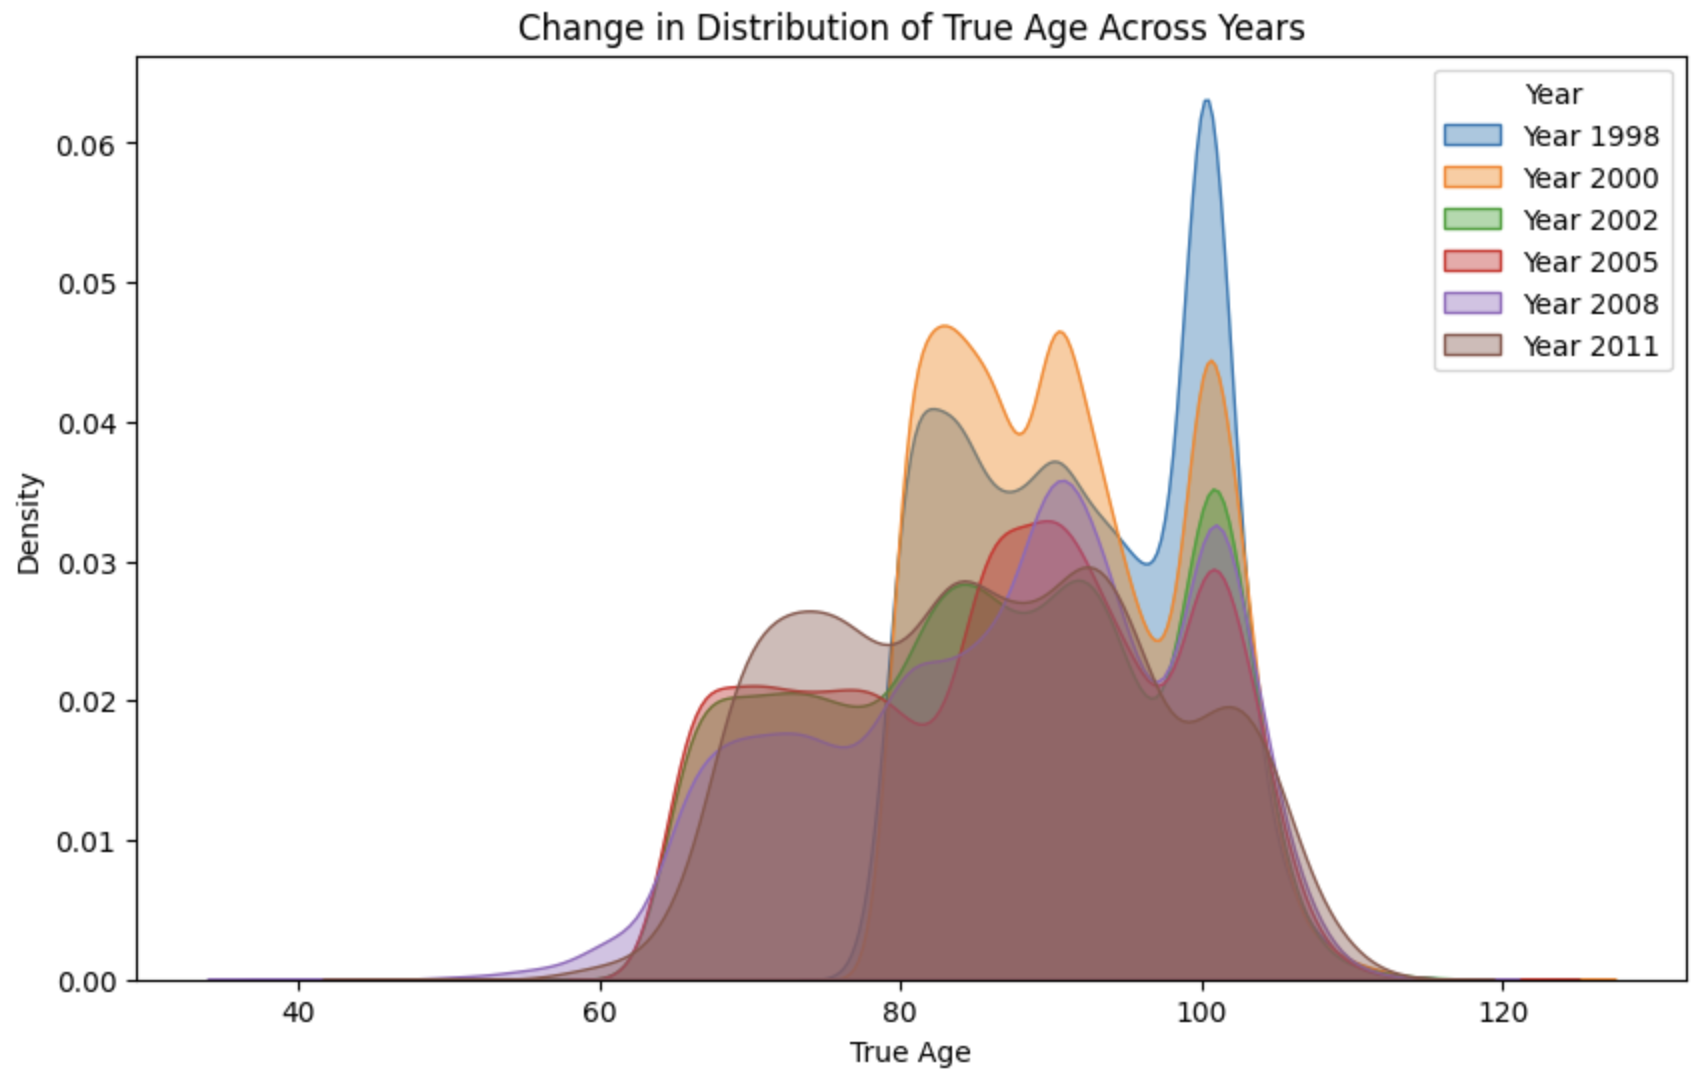 Change in Distribution of True Age Across Years
Year
Year 1998
Year 2000
Year 2002
Year 2005
Year 2008
Year 2011
0.06
0.05
0.04
0.03
0.02
0.01
0.00
Density
40 60 80 100 120
True Age